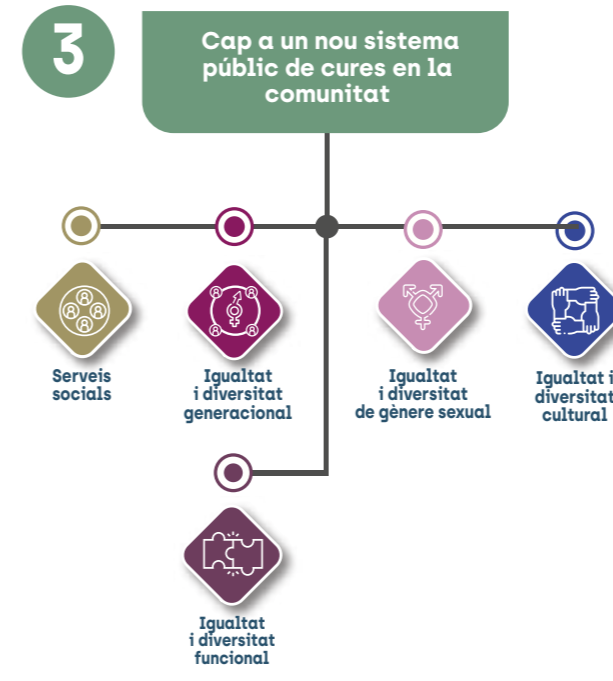 3
Cap a un nou sistema
públic de cures en la
comunitat
Serveis
socials
Igualtat
i diversitat
generacional
Igualtat
i diversitat
de gènere sexual
Igualtat i
diversitat
cultural
Igualtat
i diversitat
funcional